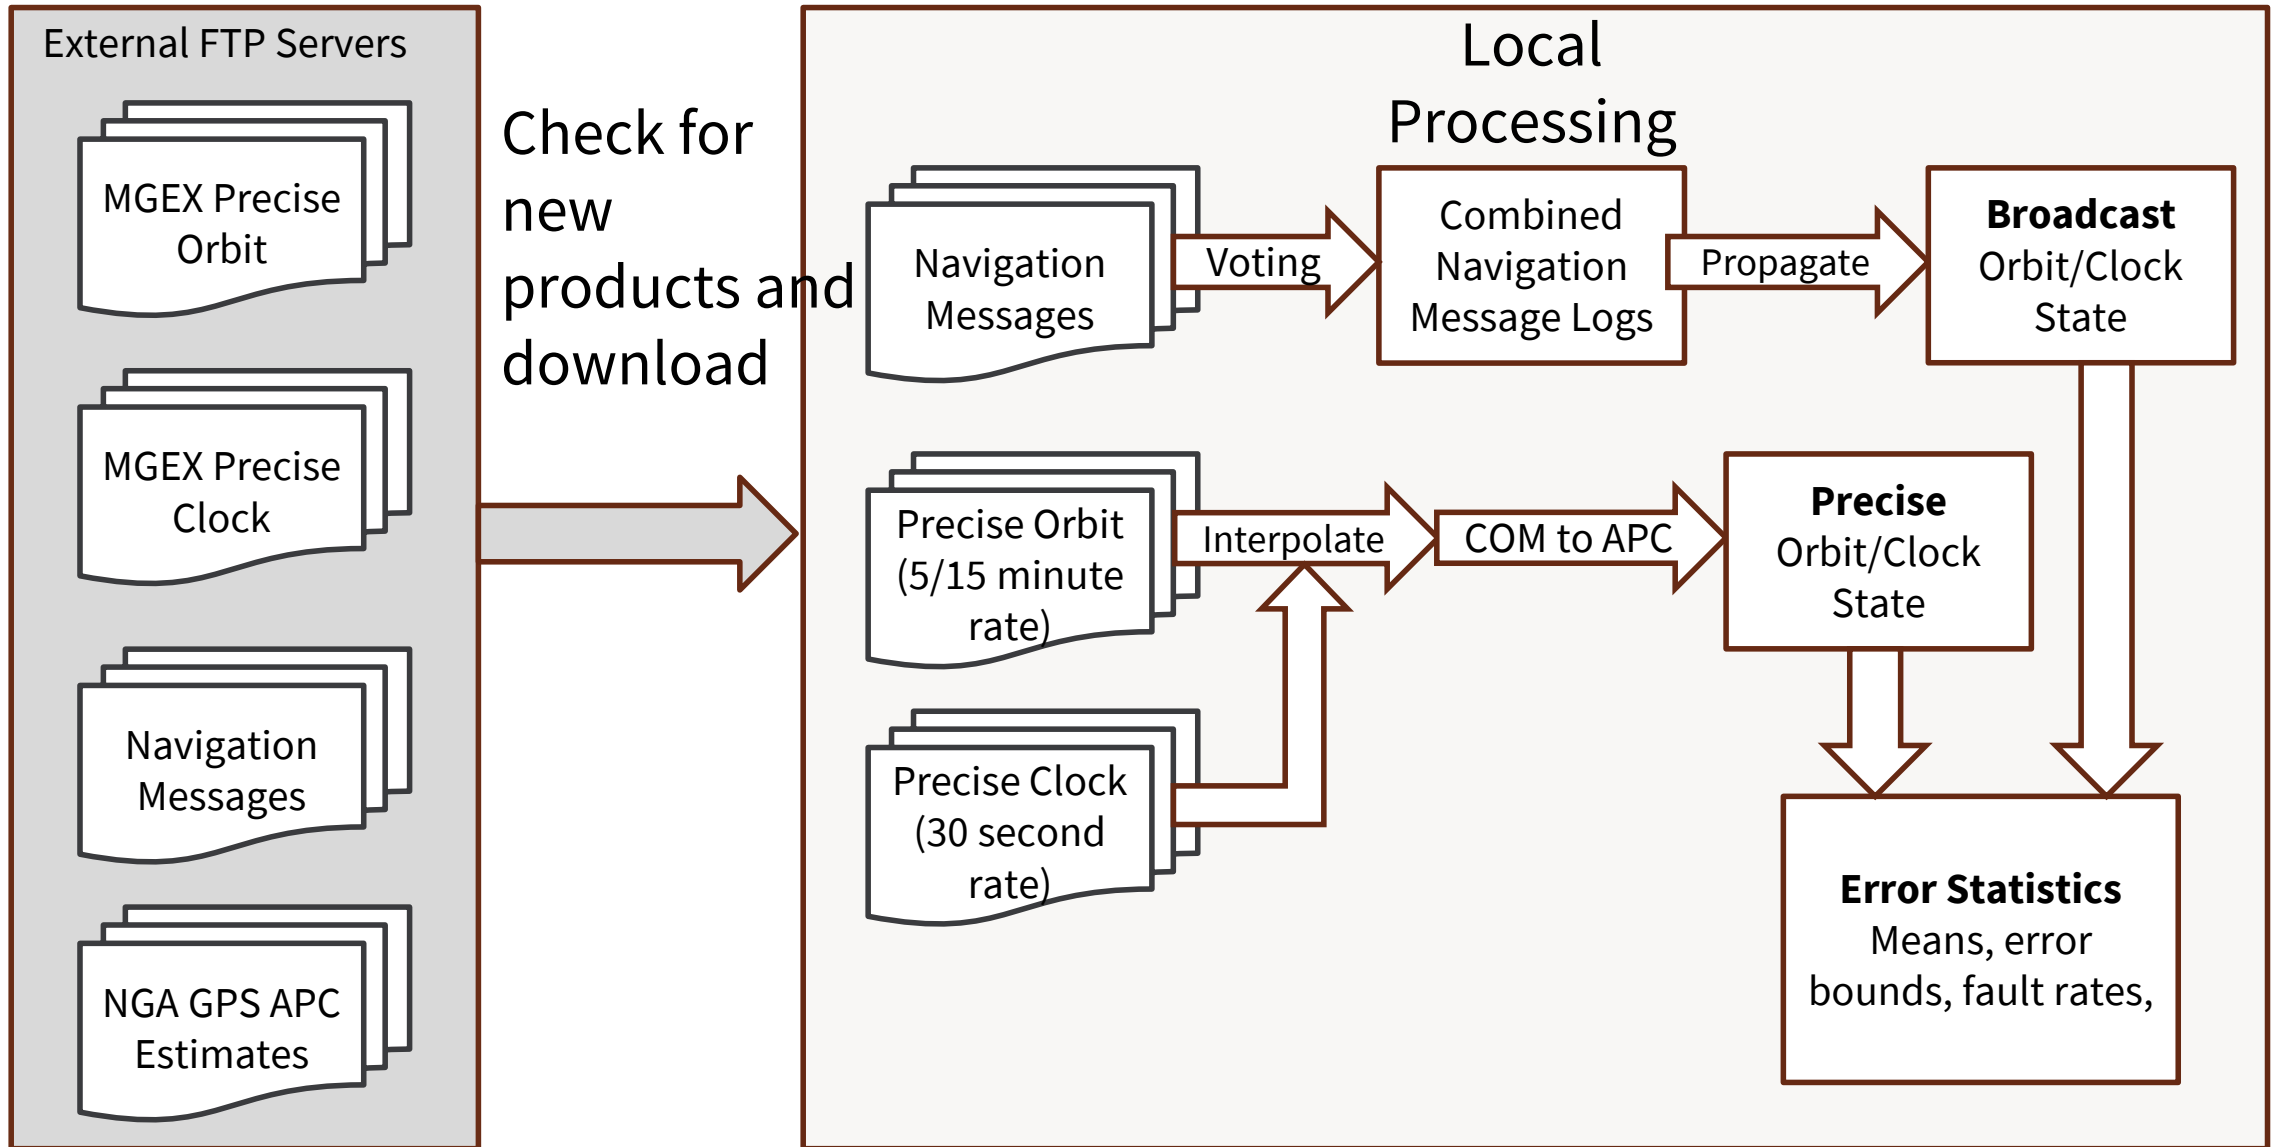 External FTP Servers
MGEX Precise
Orbit
MGEX Precise
Clock
Navigation
Messages
NGA GPS APC
Estimates
Check for
new
products and
download
Local
Processing
Navigation
Messages
Voting
Combined
Navigation
Message Logs
Propagate
Broadcast
Orbit/Clock
State
Precise Orbit
(5/15 minute
rate)
Interpolate
COM to APC
Precise
Orbit/Clock
State
Precise Clock
(30 second
rate)
Error Statistics
Means, error
bounds, fault rates,